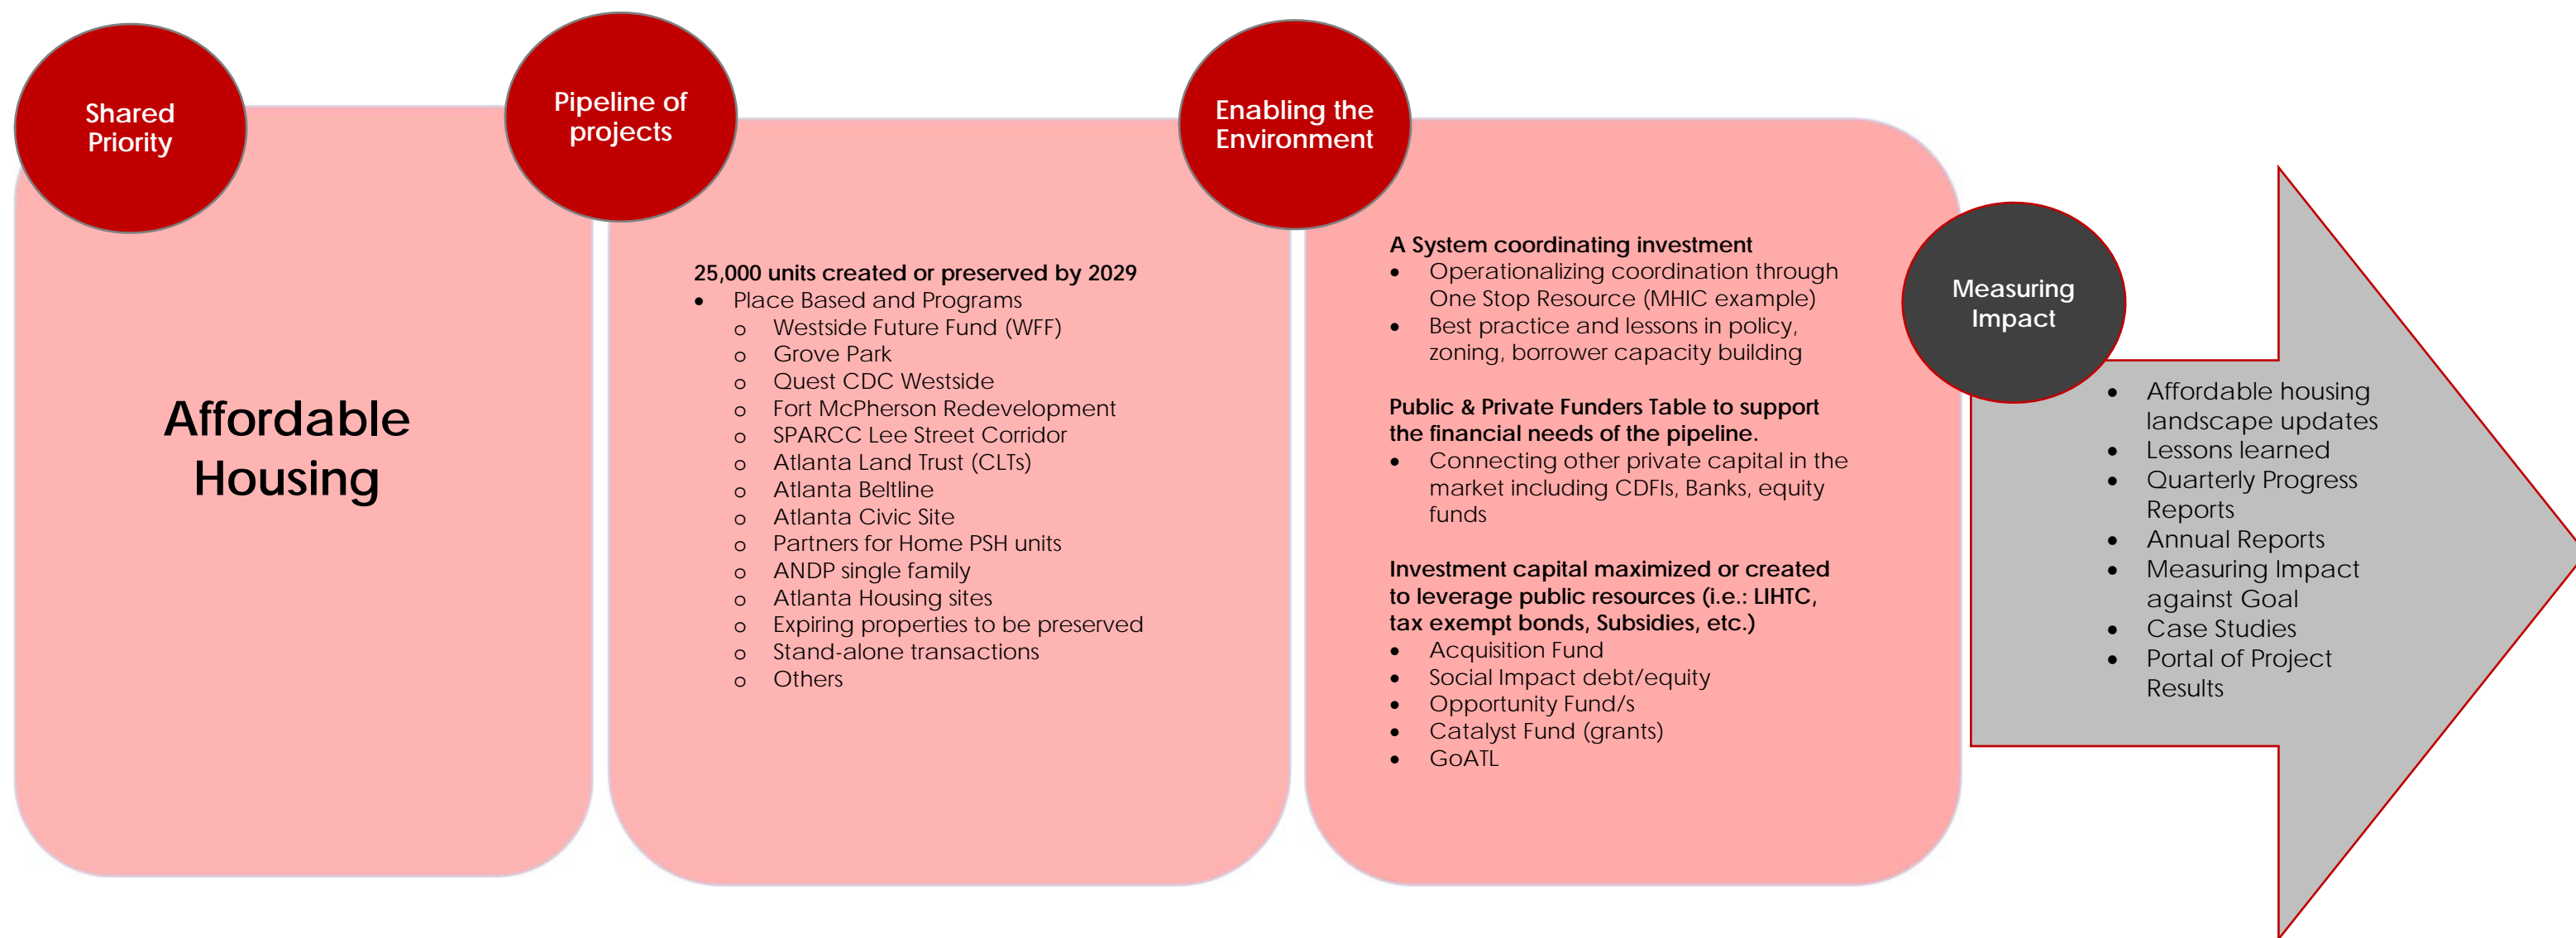 Shared
Priority
Affordable
Housing
Pipeline of
projects
25,000 units created or preserved by 2029
• Place Based and Programs
o Westside Future Fund (WFF)
o Grove Park
o Quest CDC Westside
o Fort McPherson Redevelopment
o SPARCC Lee Street Corridor
o Atlanta Land Trust (CLTs)
o Atlanta Beltline
o Atlanta Civic Site
o Partners for Home PSH units
o ANDP single family
o Atlanta Housing sites
o Expiring properties to be preserved
o Stand-alone transactions
o Others
Enabling the
Environment
A System coordinating investment
• Operationalizing coordination through
One Stop Resource (MHIC example)
• Best practice and lessons in policy,
zoning, borrower capacity building
Public & Private Funders Table to support
the financial needs of the pipeline.
• Connecting other private capital in the
market including CDFIs, Banks, equity
funds
Investment capital maximized or created
to leverage public resources (i.e.: LIHTC,
tax exempt bonds, Subsidies, etc.)
• Acquisition Fund
• Social Impact debt/equity
• Opportunity Fund/s
• Catalyst Fund (grants)
• GoATL
Measuring
Impact
• Affordable housing
landscape updates
• Lessons learned
• Quarterly Progress
Reports
• Annual Reports
• Measuring Impact
against Goal
• Case Studies
• Portal of Project
Results